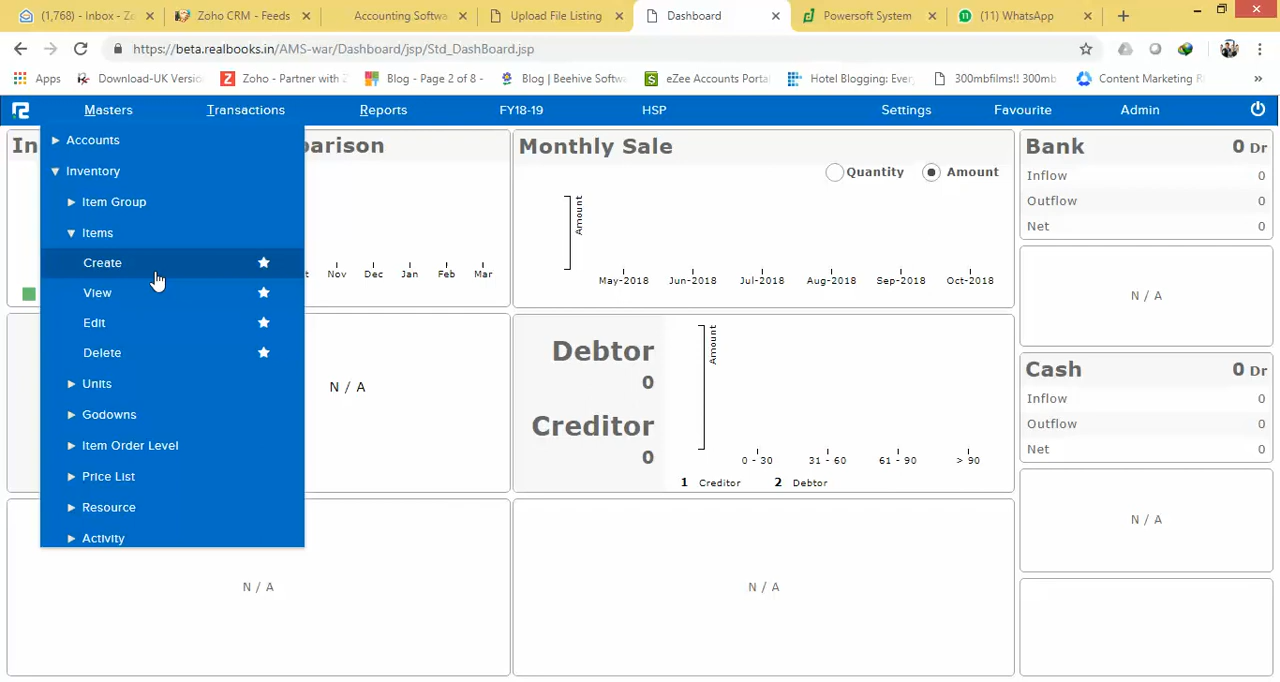 (1,768) - Inbox - Zo
Zoho CRM - Feeds
Accounting Softwa
Upload File Listing
Dashboard
Powersoft System
(11) WhatsApp
https://beta.realbooks.in/AMS-war/Dashboard/jsp/Std_DashBoard.jsp
Apps
Download-UK Versio
Zoho - Partner with Z
Blog - Page 2 of 8 -
Blog | Beehive Softw
eZee Accounts Porta
Hotel Blogging: Ever
300mbfilms!! 300mb
Content Marketing R
Masters
Transactions
Reports
FY18-19
HSP
Settings
Favourite
Admin
Accounts
Inventory
Item Group
Items
Create
View
Edit
Delete
Units
Godowns
Item Order Level
Price List
Resource
Activity
In
parison
Nov Dec Jan Feb Mar
N / A
N / A
Monthly Sale
Quantity
Amount
Amount
May-2018 Jun-2018 Jul-2018 Aug-2018 Sep-2018 Oct-2018
Debtor
0
Creditor
0
Amount
0 - 30 31 - 60 61 - 90 > 90
1 Creditor 2 Debtor
N / A
Bank 0 Dr
Inflow 0
Outflow 0
Net 0
N / A
Cash 0 Dr
Inflow 0
Outflow 0
Net 0
N / A